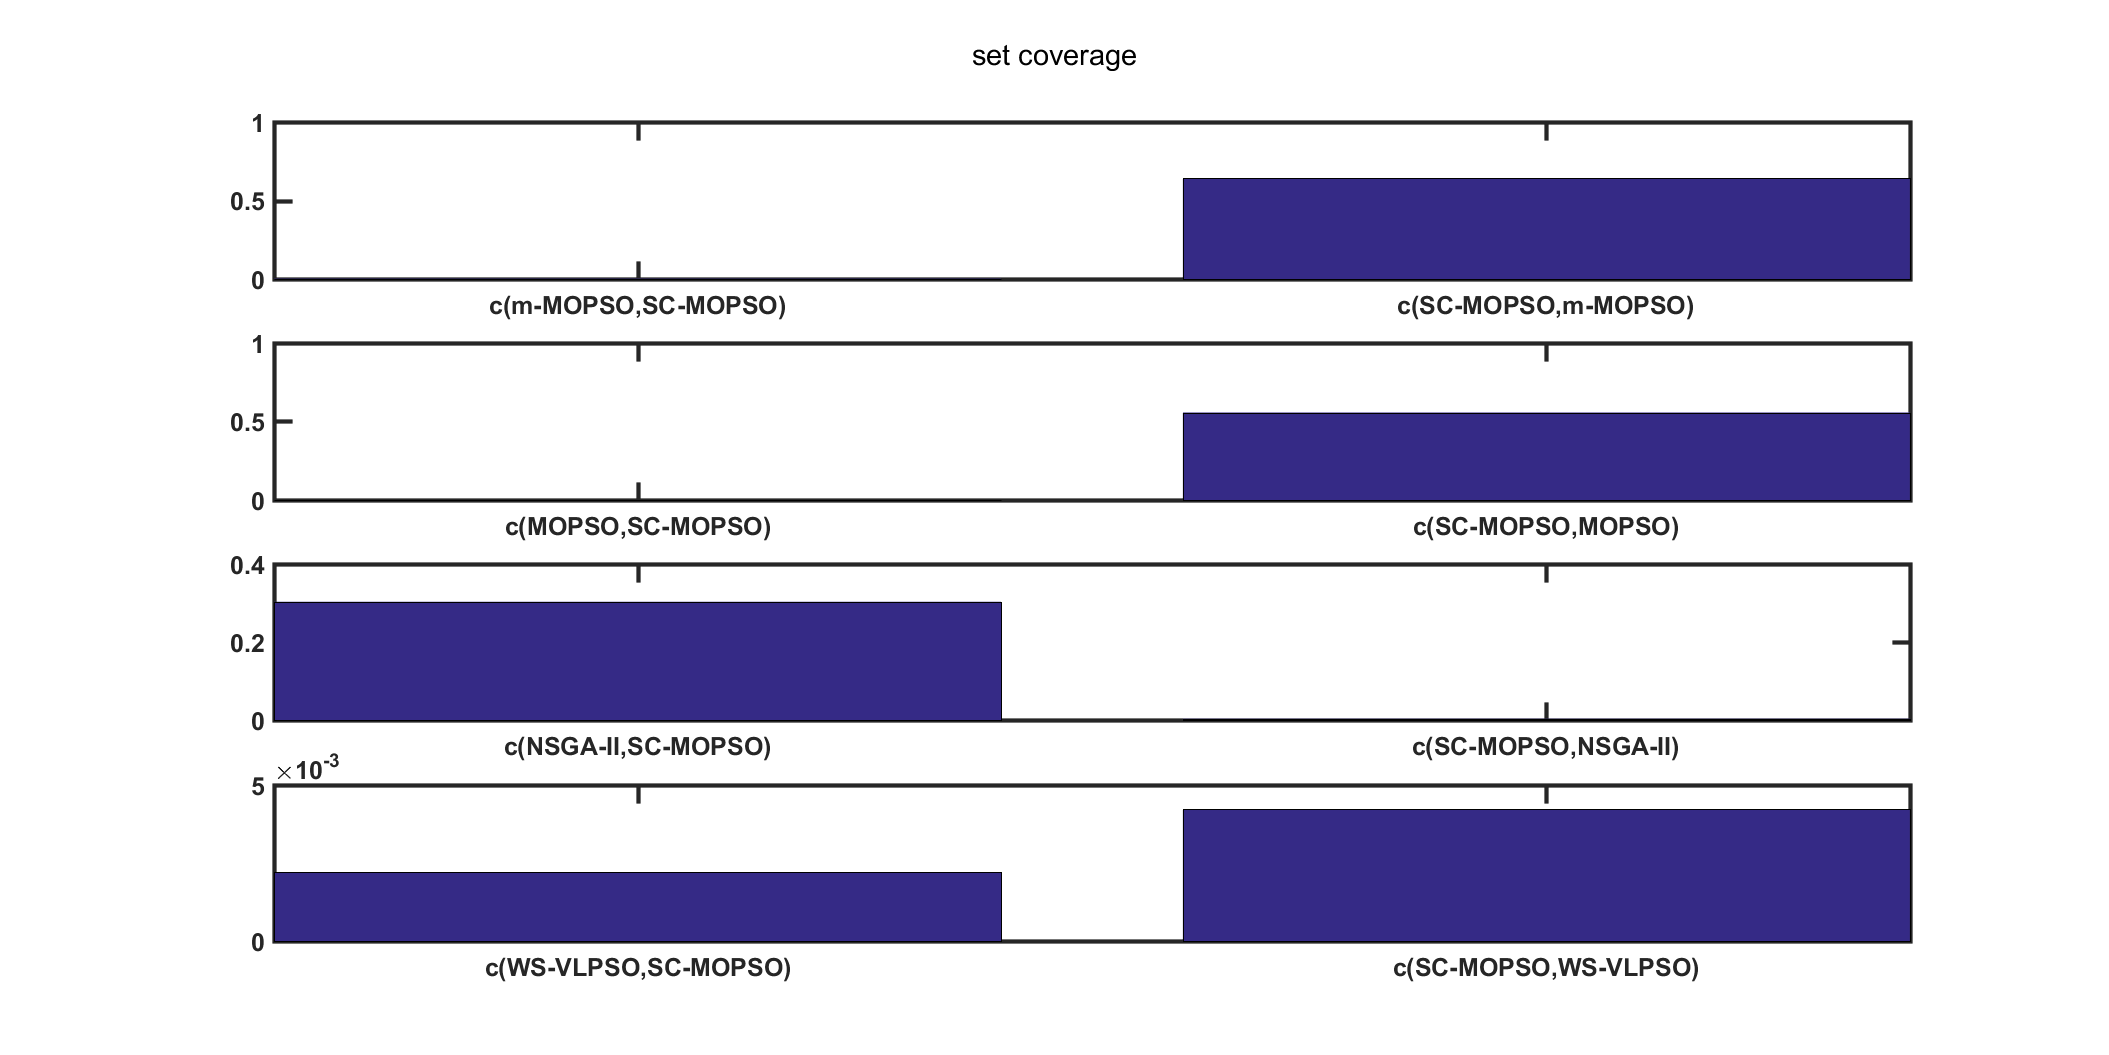 set coverage
1
0.5
0
c(m-MOPSO,SC-MOPSO) c(SC-MOPSO,m-MOPSO)
1
0.5
0
c(MOPSO,SC-MOPSO) c(SC-MOPSO,MOPSO)
0.4
0.2
0
c(NSGA-II,SC-MOPSO) c(SC-MOPSO,NSGA-II)
×10^-3
5
0
c(WS-VLPSO,SC-MOPSO) c(SC-MOPSO,WS-VLPSO)